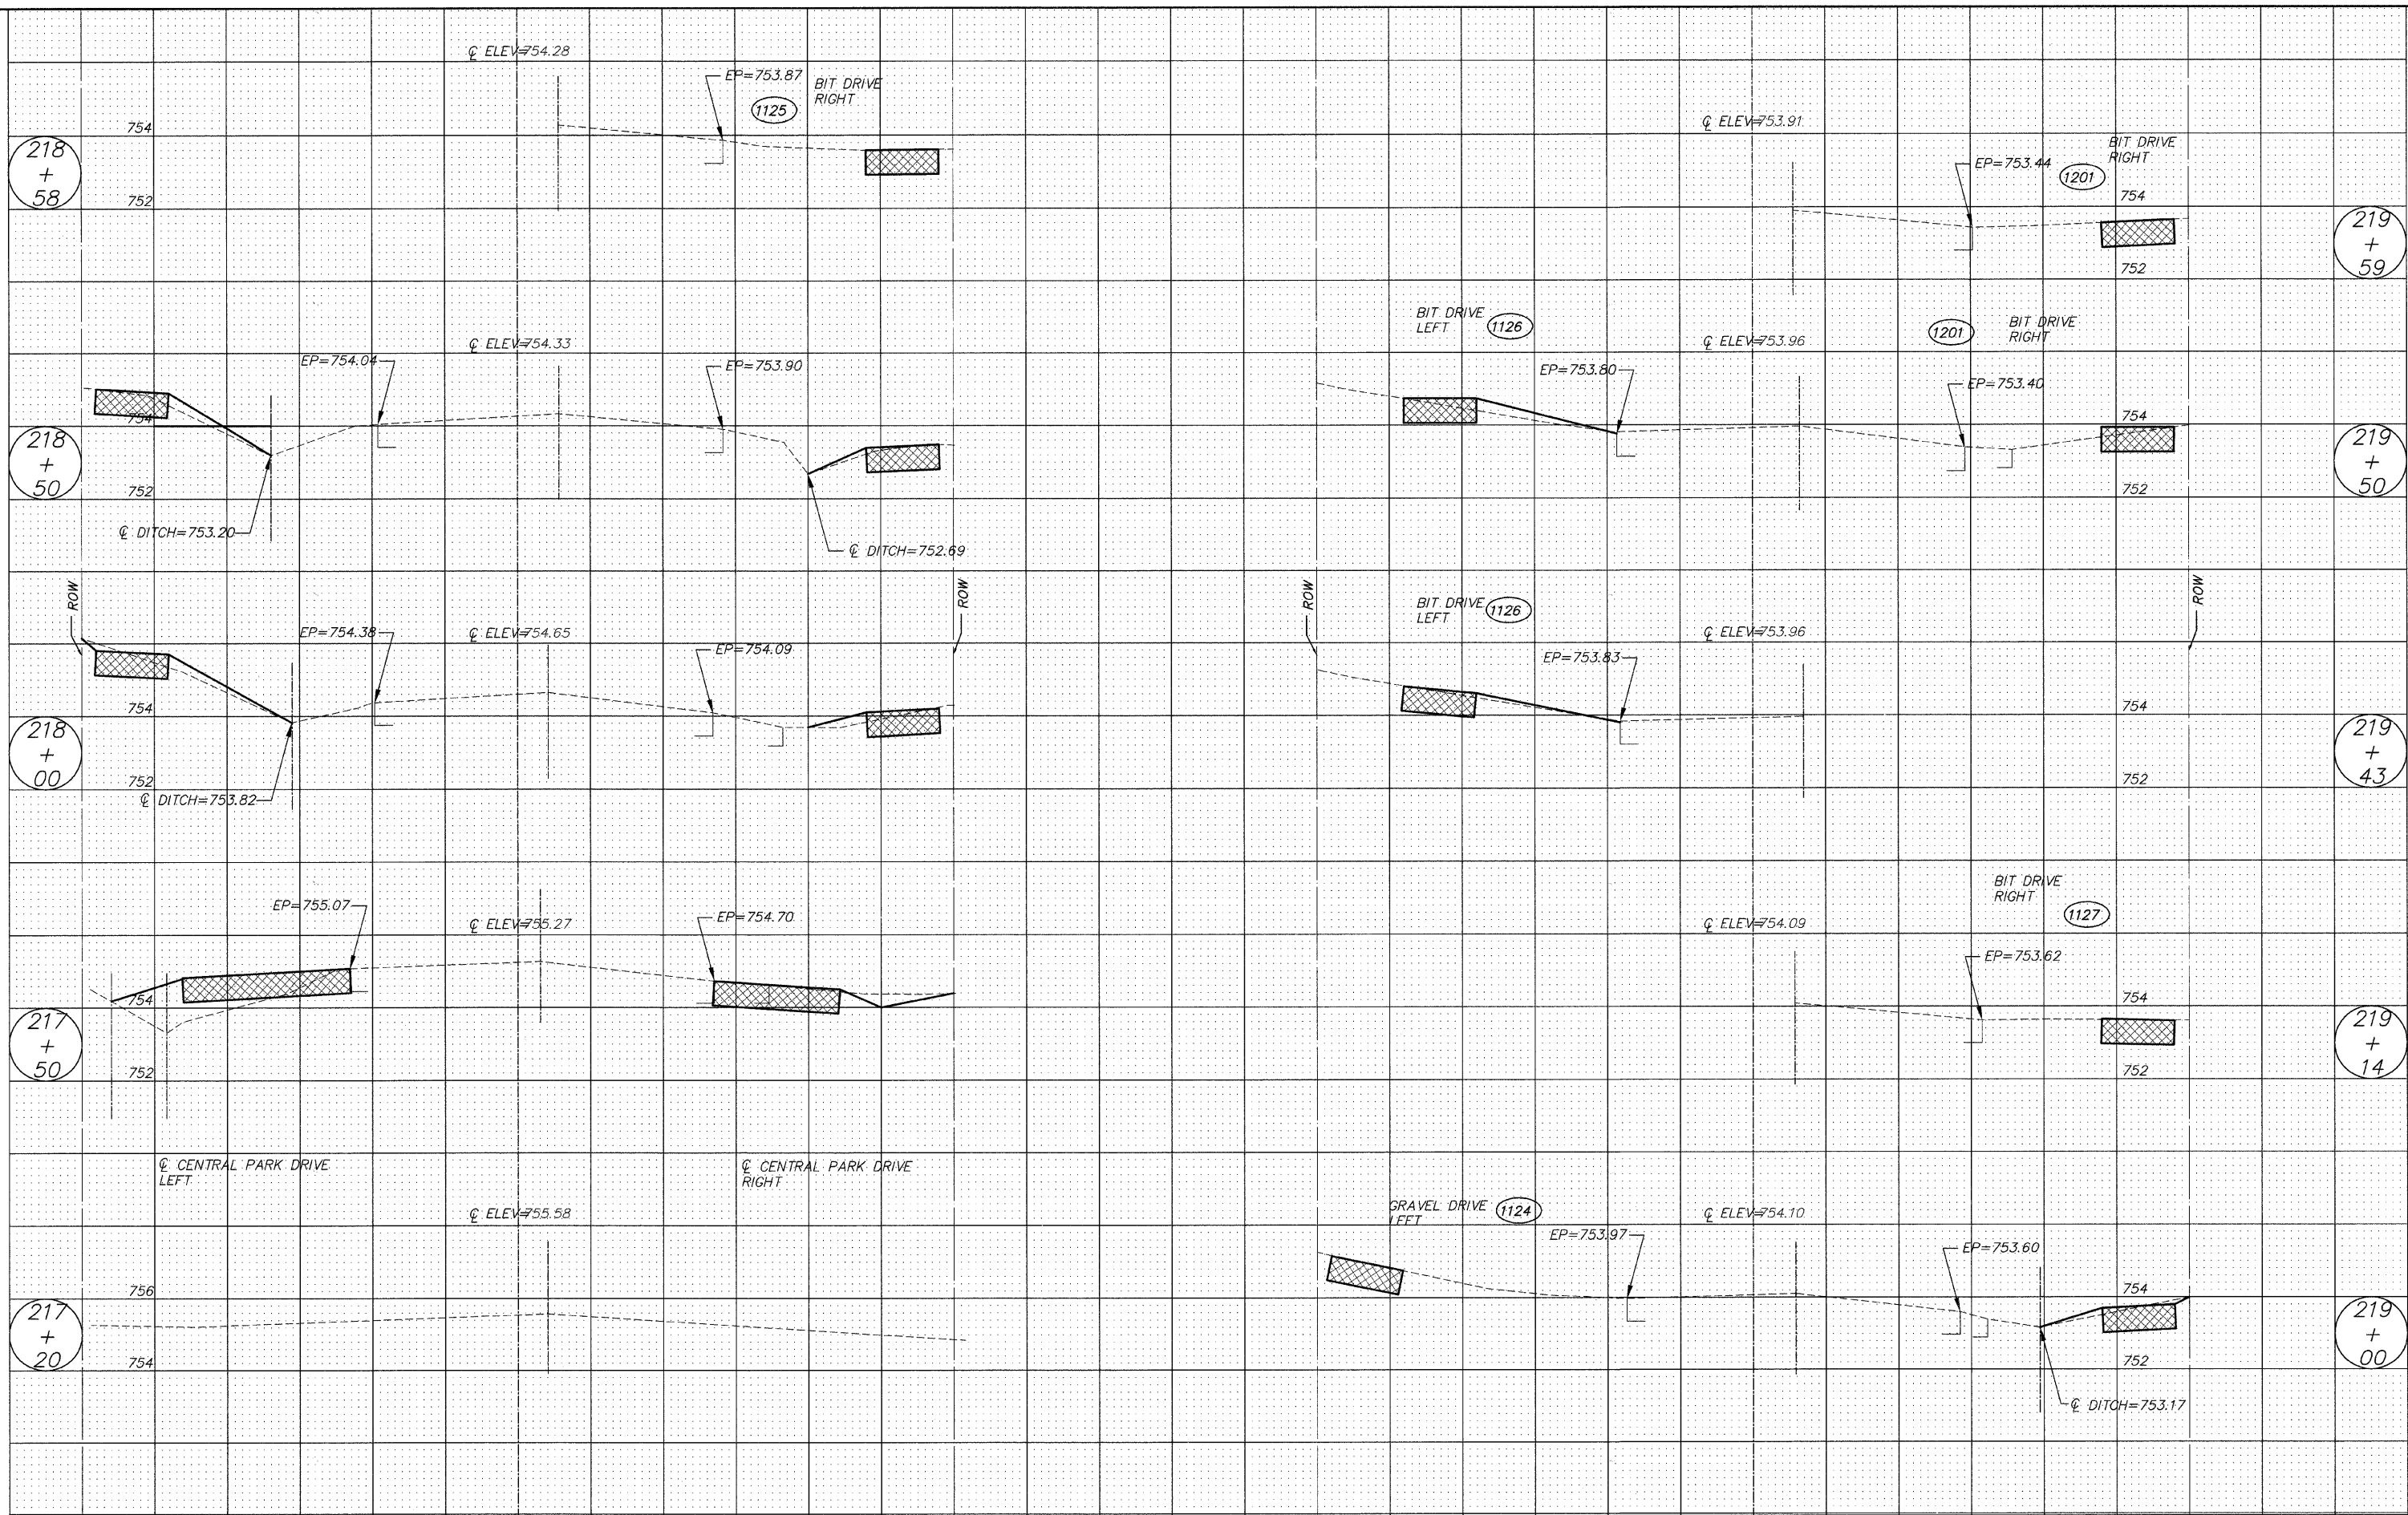 ℄ ELEV=754.28
EP=753.87
BIT DRIVE
RIGHT
1125
754
218
+
58
752
℄ ELEV=754.33
EP=754.04
EP=753.90
754
218
+
50
752
℄ DITCH=753.20
℄ DITCH=752.69
ROW
ROW
EP=754.38
℄ ELEV=754.65
EP=754.09
754
218
+
00
752
℄ DITCH=753.82
EP=755.07
℄ ELEV=755.27
EP=754.70
754
217
+
50
752
℄ CENTRAL PARK DRIVE
LEFT
℄ CENTRAL PARK DRIVE
RIGHT
℄ ELEV=755.58
756
217
+
20
754
℄ ELEV=753.91
EP=753.44
BIT DRIVE
RIGHT
1201
754
219
+
59
752
BIT DRIVE
LEFT
1126
℄ ELEV=753.96
1201
BIT DRIVE
RIGHT
EP=753.80
EP=753.40
754
219
+
50
752
ROW
ROW
BIT DRIVE
LEFT
1126
℄ ELEV=753.96
EP=753.83
754
219
+
43
752
BIT DRIVE
RIGHT
1127
℄ ELEV=754.09
EP=753.62
754
219
+
14
752
GRAVEL DRIVE
LEFT
1124
℄ ELEV=754.10
EP=753.97
EP=753.60
754
219
+
00
752
℄ DITCH=753.17